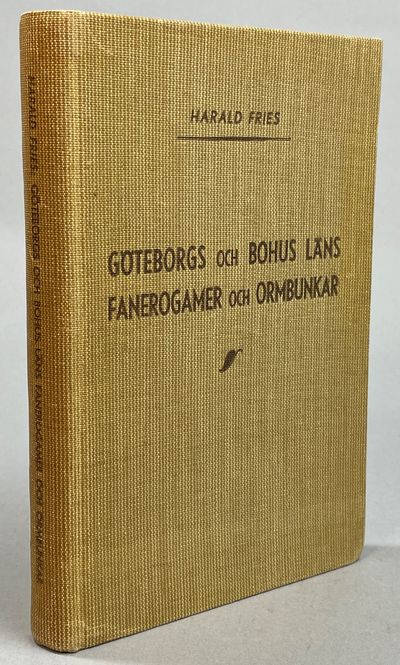 HARALD FRIES
GÖTEBORGS OCH BOHUS LÄNS
FANEROGAMER OCH ORMBUNKAR
HARALD FRIES GÖTEBORGS OCH BOHUS LÄNS FANEROGAMER OCH ORMBUNKAR